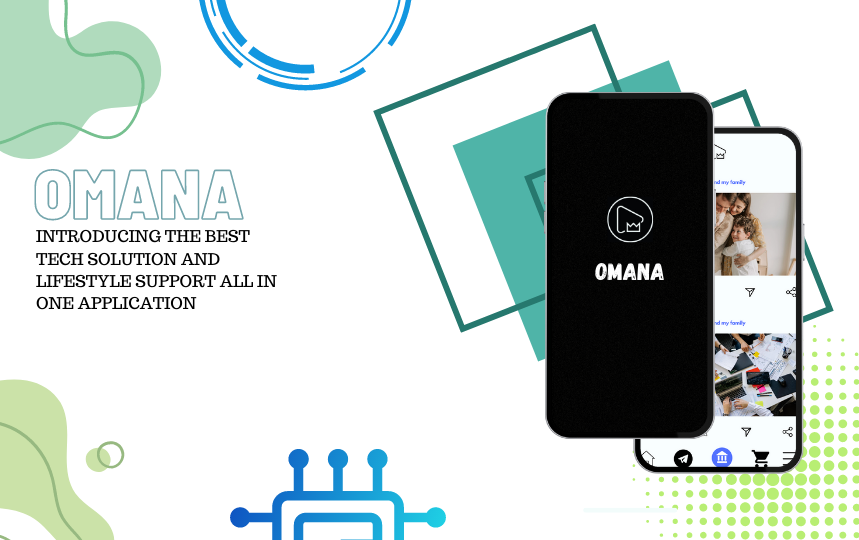 OMANA
INTRODUCING THE BEST
TECH SOLUTION AND
LIFESTYLE SUPPORT ALL IN
ONE APPLICATION
OMANA
nd my family
nd my family